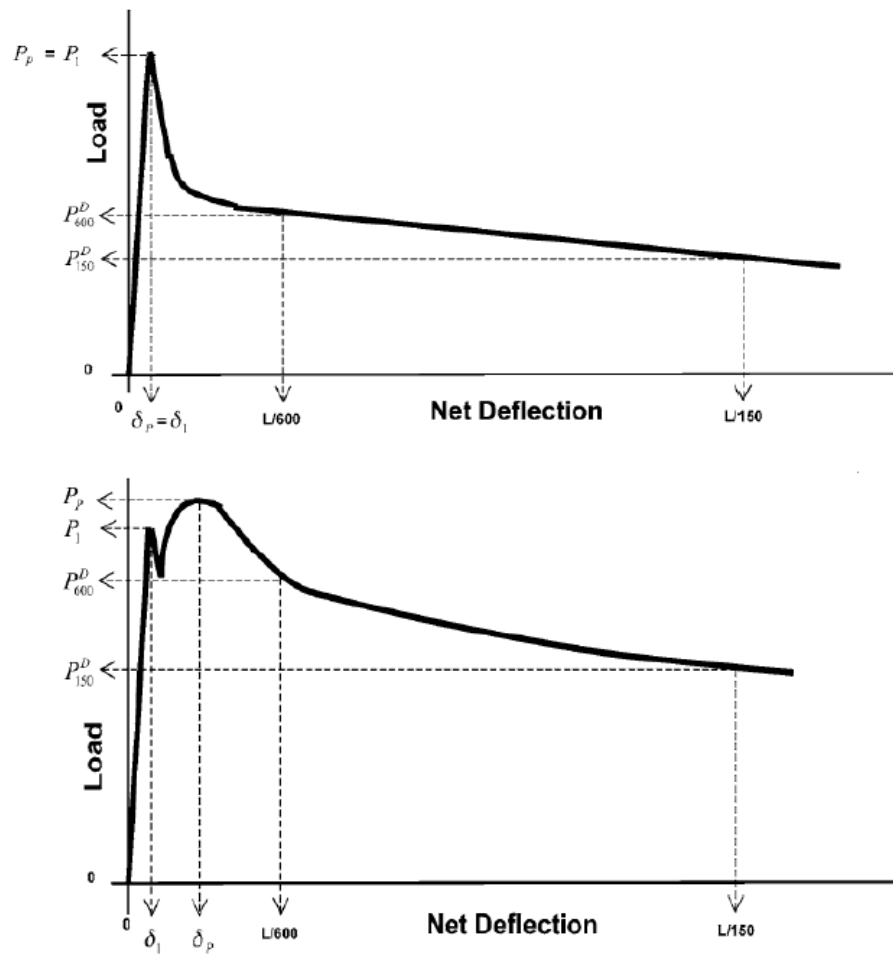 P_P = P_1
Load
P^D_600
P^D_150
0
0
δ_P = δ_1
L/600
Net Deflection
L/150
P_P
P_1
P^D_600
P^D_150
Load
0
0
δ_1
δ_P
L/600
Net Deflection
L/150